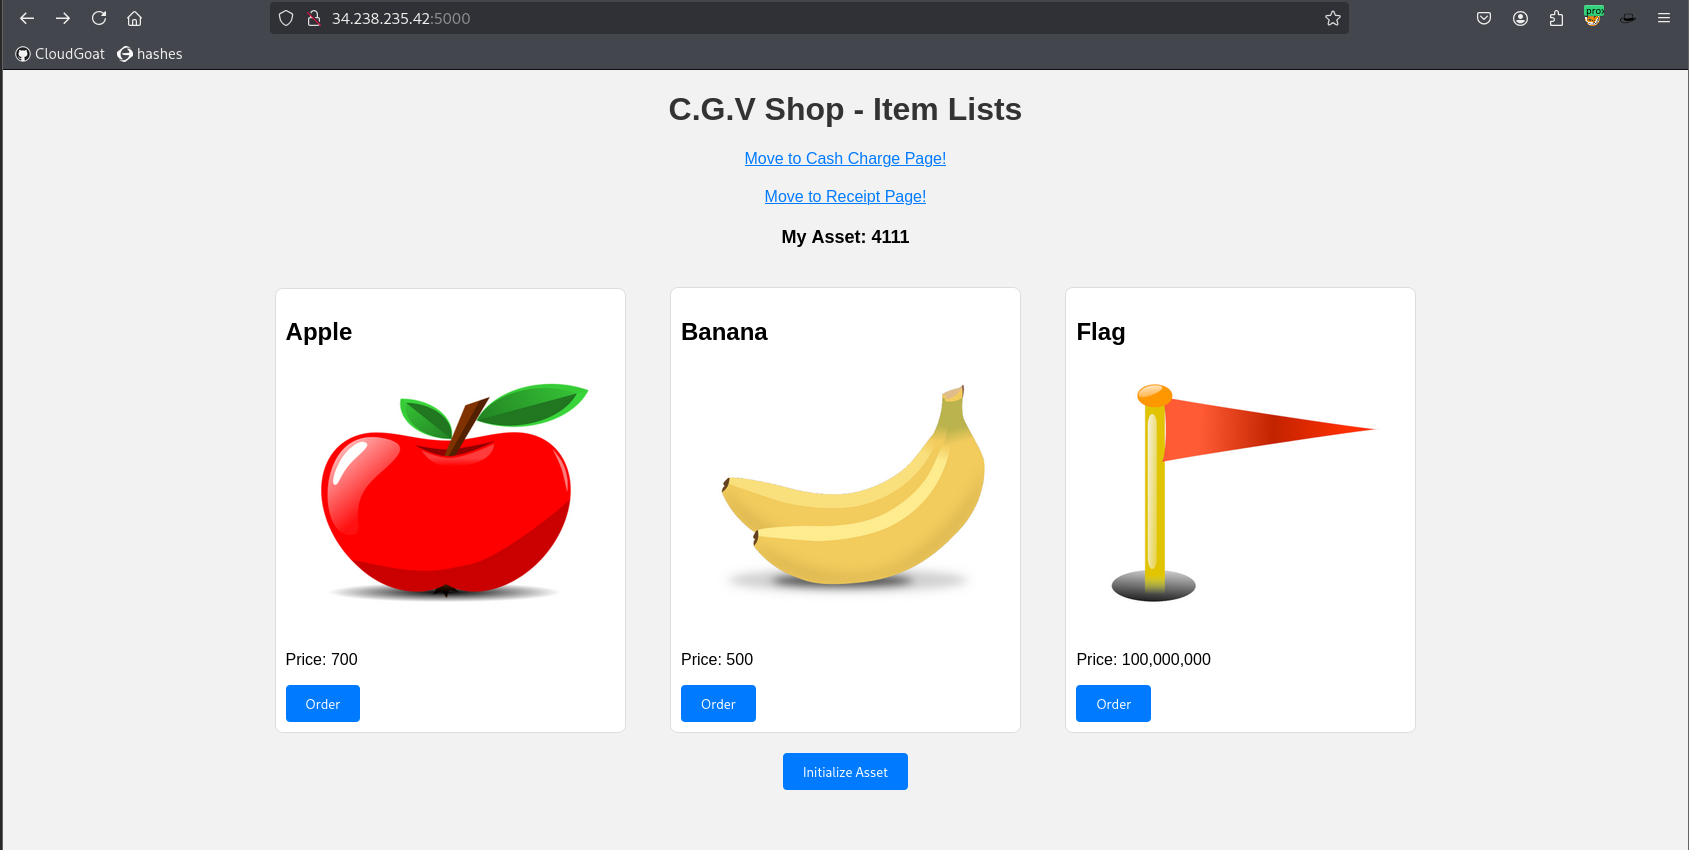 34.238.235.42:5000
prox
CloudGoat hashes
C.G.V Shop - Item Lists
Move to Cash Charge Page!
Move to Receipt Page!
My Asset: 4111
Apple
Price: 700
Order
Banana
Price: 500
Order
Flag
Price: 100,000,000
Order
Initialize Asset